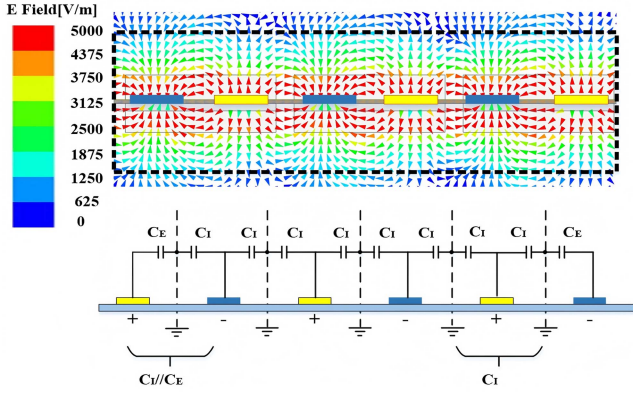 E Field[V/m]
5000
4375
3750
3125
2500
1875
1250
625
0
CE CI CI CI CI CI CI CI CI CE
+ - + - + -
CI//CE CI